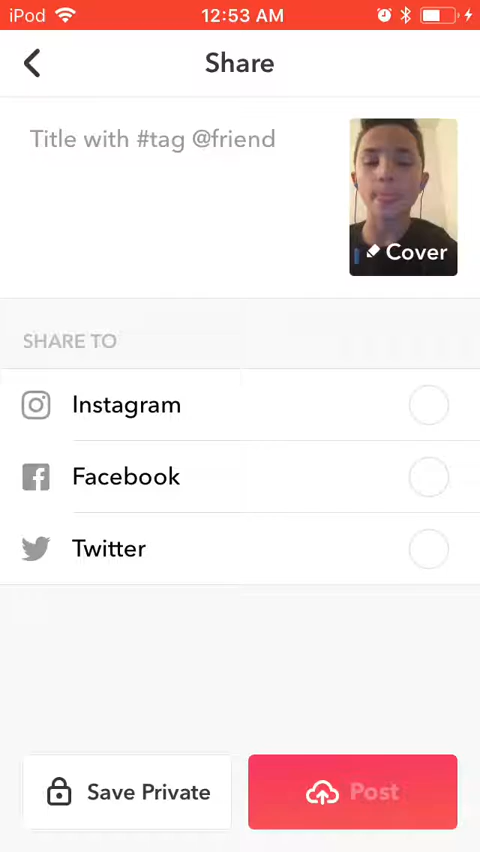 iPod 12:53 AM
Share
Title with #tag @friend
Cover
SHARE TO
Instagram
Facebook
Twitter
Save Private
Post